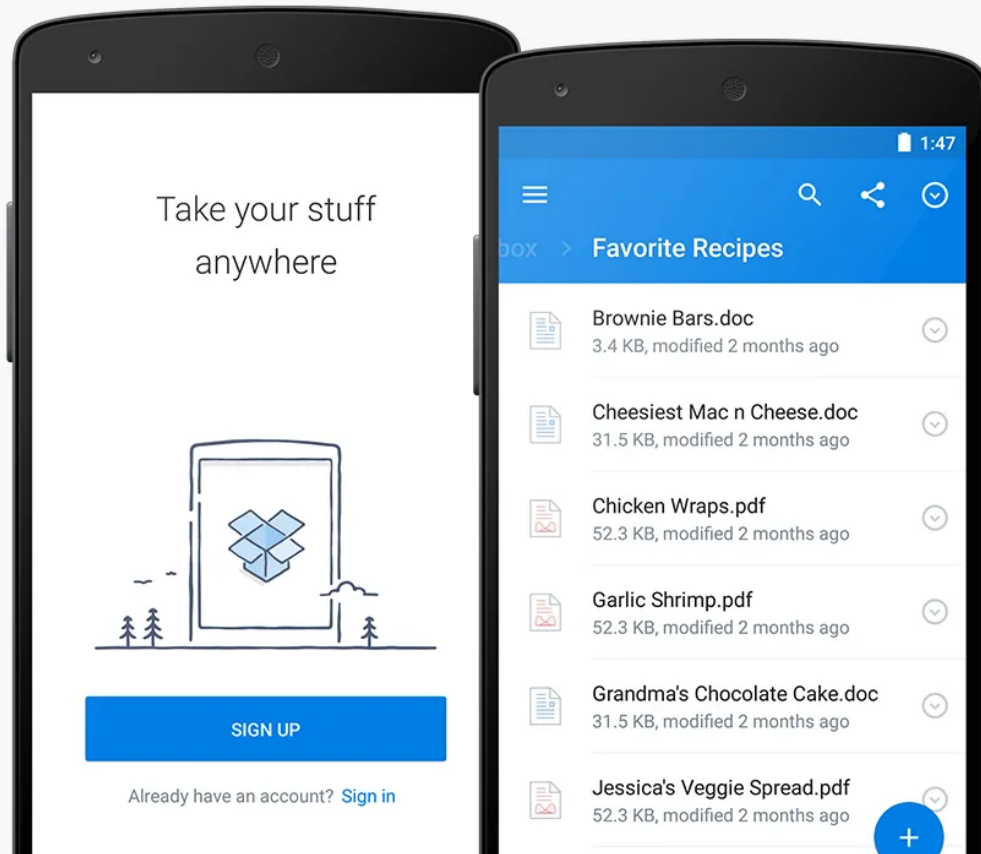 Take your stuff
anywhere
SIGN UP
Already have an account? Sign in
1:47
box > Favorite Recipes
Brownie Bars.doc
3.4 KB, modified 2 months ago
Cheesiest Mac n Cheese.doc
31.5 KB, modified 2 months ago
Chicken Wraps.pdf
52.3 KB, modified 2 months ago
Garlic Shrimp.pdf
52.3 KB, modified 2 months ago
Grandma's Chocolate Cake.doc
31.5 KB, modified 2 months ago
Jessica's Veggie Spread.pdf
52.3 KB, modified 2 months ago